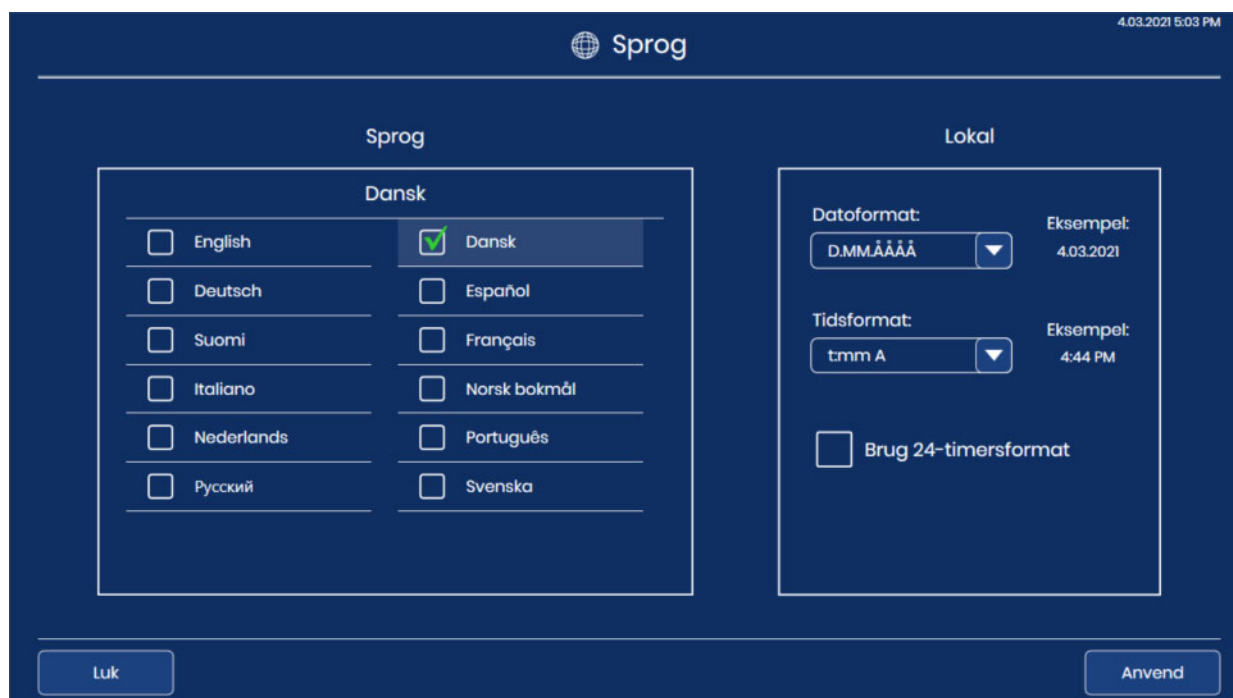 4.03.2021 5:03 PM
Sprog
Sprog
Dansk
English
Dansk
Deutsch
Español
Suomi
Français
Italiano
Norsk bokmål
Nederlands
Português
Русский
Svenska
Lokal
Datoformat:
Eksempel:
D.MM.ÅÅÅÅ
4.03.2021
Tidsformat:
Eksempel:
t:mm A
4:44 PM
Brug 24-timersformat
Luk
Anvend